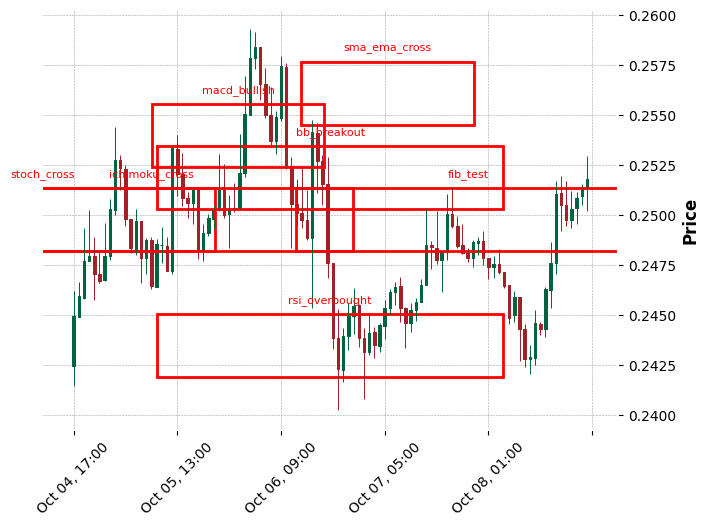 0.2600
sma_ema_cross
0.2575
macd_bullish
0.2550
bb_breakout
0.2525
stoch_cross
ichimoku_cross
fib_test
0.2500
Price
0.2475
rsi_overbought
0.2450
0.2425
0.2400
Oct 04, 17:00
Oct 05, 13:00
Oct 06, 09:00
Oct 07, 05:00
Oct 08, 01:00